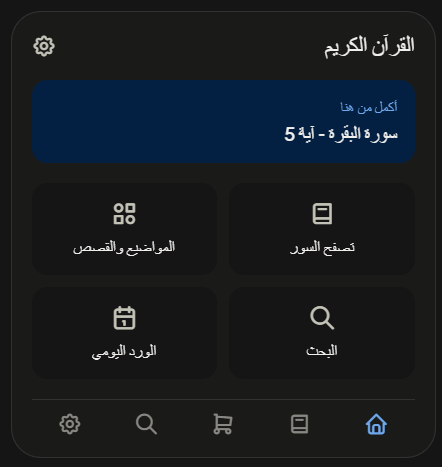 القرآن الكريم
أكمل من هنا
سورة البقرة - آية 5
تصفح السور
المواضيع والقصص
البحث
الورد اليومي